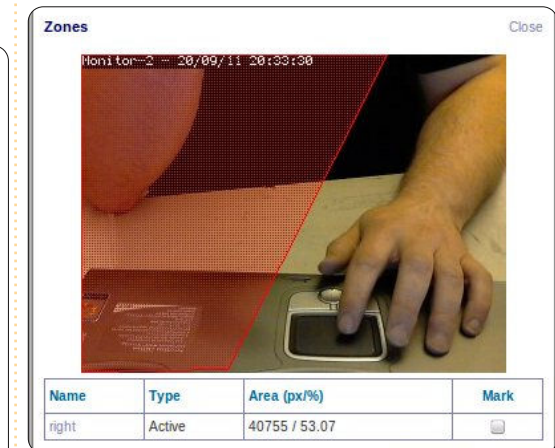 Zones Close
Monitor-2 - 20/09/11 20:33:30
Name Type Area (px/%) Mark
right Active 40755 / 53.07